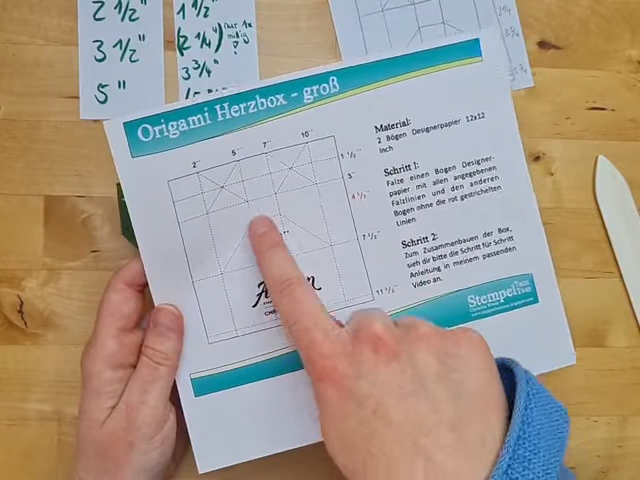 2 ½"
3 ½"
5"
1 ½"
(2 ¼")
3 ¾"
Origami Herzbox - groß
2"
5"
7"
10"
1 ½"
5"
7 ½"
11 ½"
Material:
2 Bögen Designerpapier 12x12
inch
Schritt 1:
Falze einen Bogen Designer-
papier mit allen angegebenen
Falzlinien und den anderen
Bogen ohne die rot gestrichelten
Linien.
Schritt 2:
Zum Zusammenbauen der Box,
sieh dir bitte die Schritt für Schritt
Anleitung in meinem passenden
Video an.
Stempel